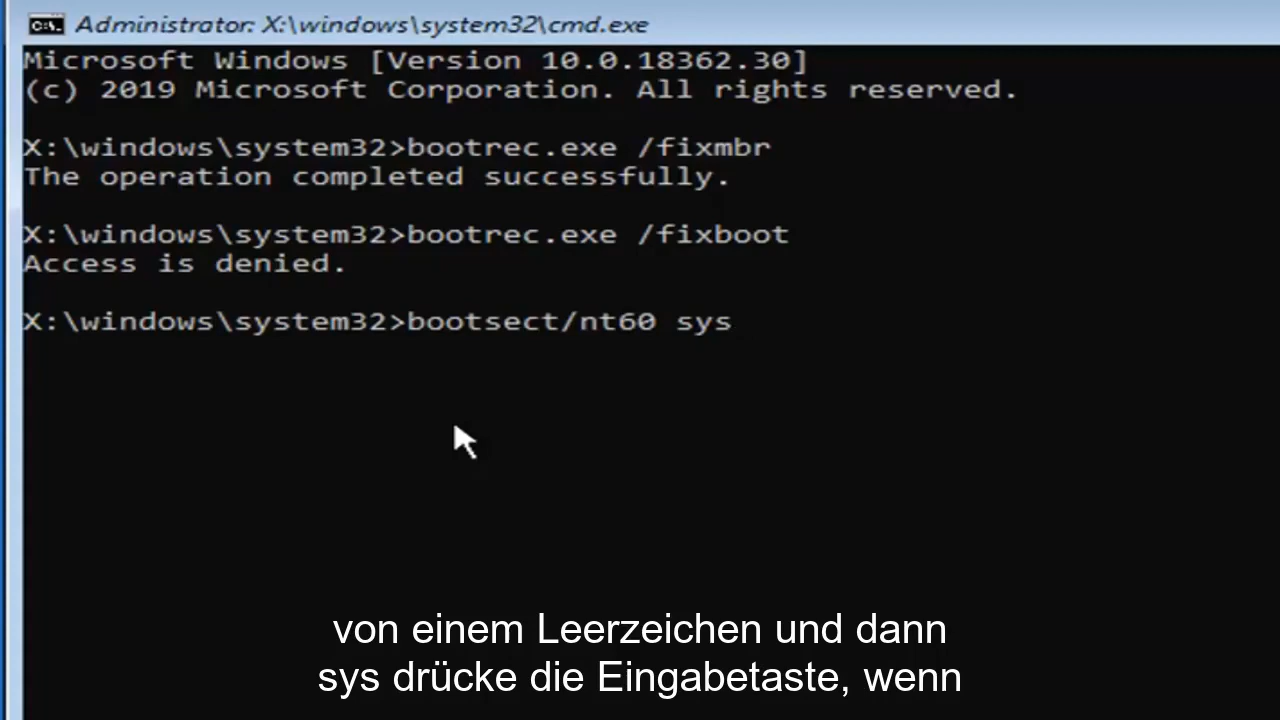 Administrator: X:\windows\system32\cmd.exe
Microsoft Windows [Version 10.0.18362.30]
(c) 2019 Microsoft Corporation. All rights reserved.
X:\windows\system32>bootrec.exe /fixmbr
The operation completed successfully.
X:\windows\system32>bootrec.exe /fixboot
Access is denied.
X:\windows\system32>bootsect/nt60 sys
von einem Leerzeichen und dann
sys drücke die Eingabetaste, wenn